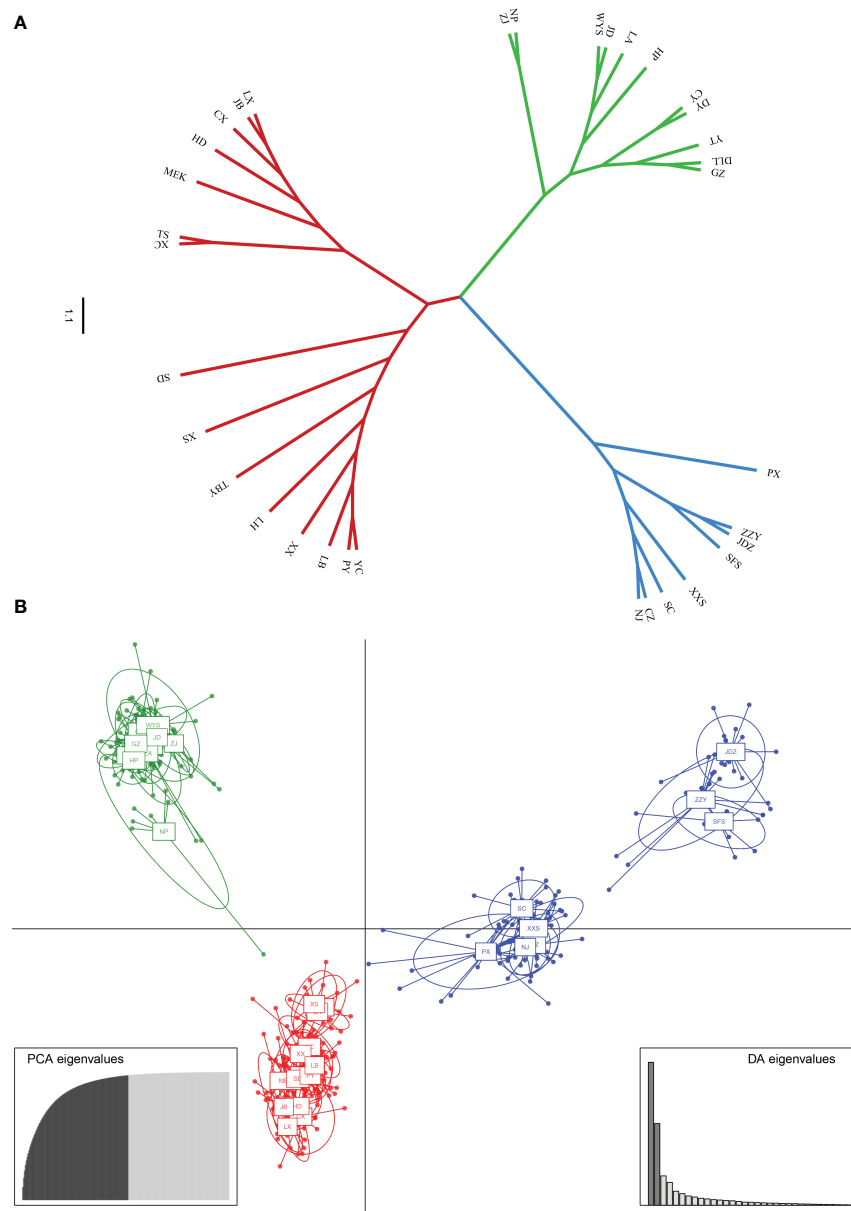 A
NP
ZJ
WYS
JD
LA
HP
CY
DY
YT
DLL
GZ
LX
JB
CX
HD
MEK
TS
XC
1.1
SD
XS
TBY
LH
XX
LB
PY
YC
PX
ZZY
JDZ
SFS
XXS
SC
CZ
NJ
B
WYS
JD
GZ
ZJ
HP
NP
JDZ
ZZY
SFS
SC
XXS
PX
NJ
XS
XX
LB
JB
HD
LX
PCA eigenvalues
DA eigenvalues